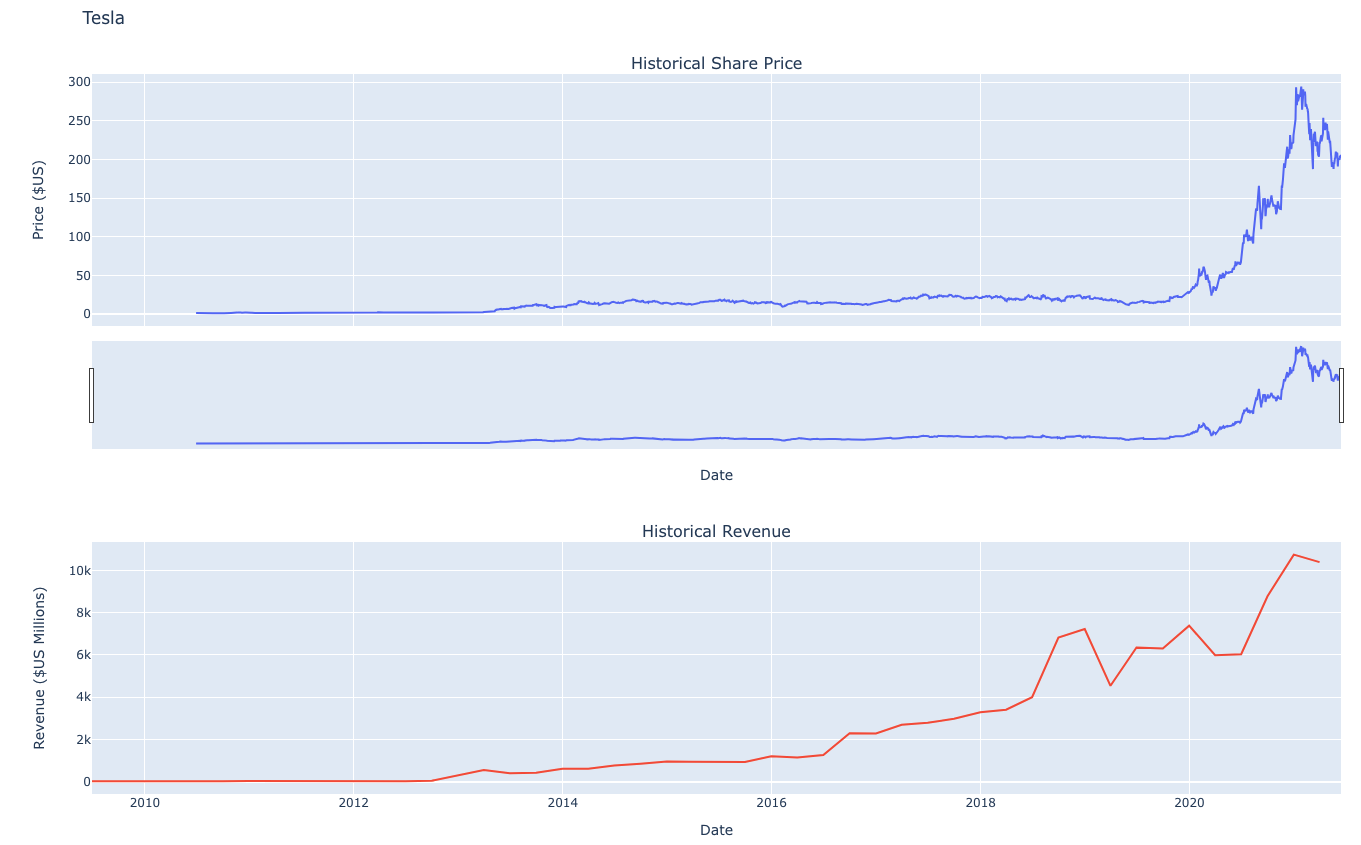 Tesla
Historical Share Price
Price ($US)
300
250
200
150
100
50
0
Date
Historical Revenue
Revenue ($US Millions)
10k
8k
6k
4k
2k
0
2010 2012 2014 2016 2018 2020
Date